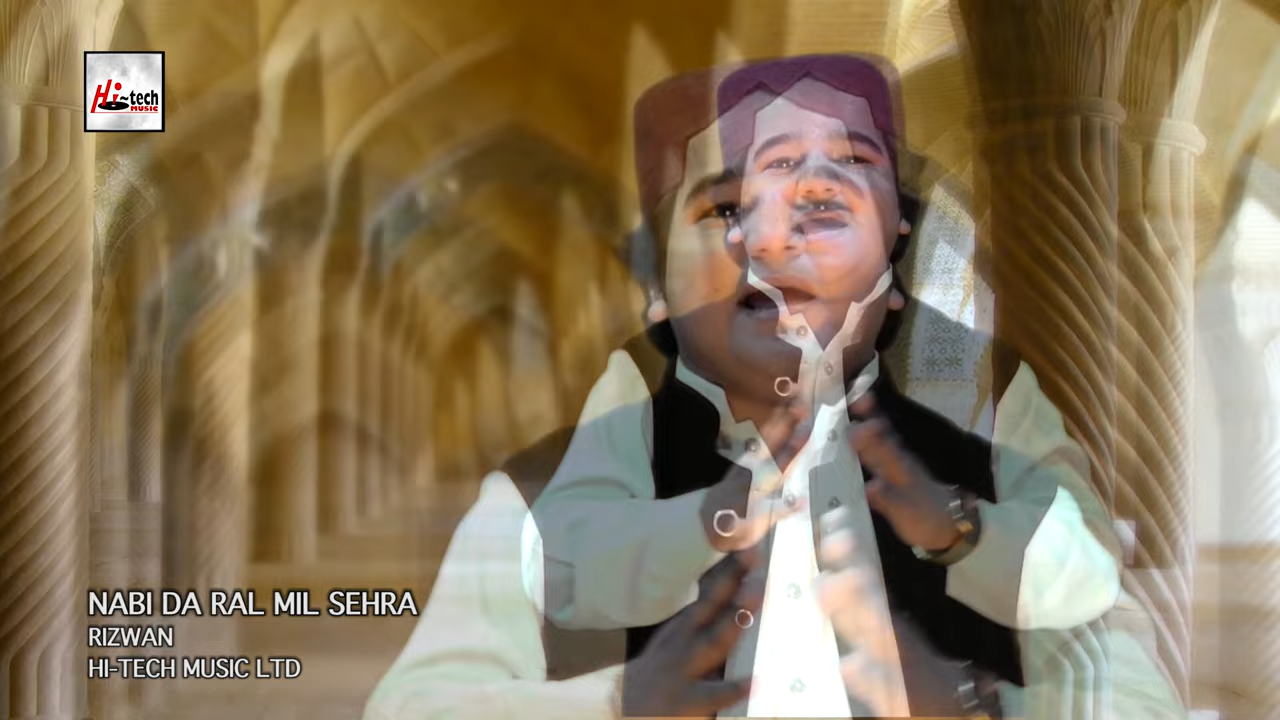 Hi~tech
MUSIC
NABI DA RAL MIL SEHRA
RIZWAN
HI-TECH MUSIC LTD